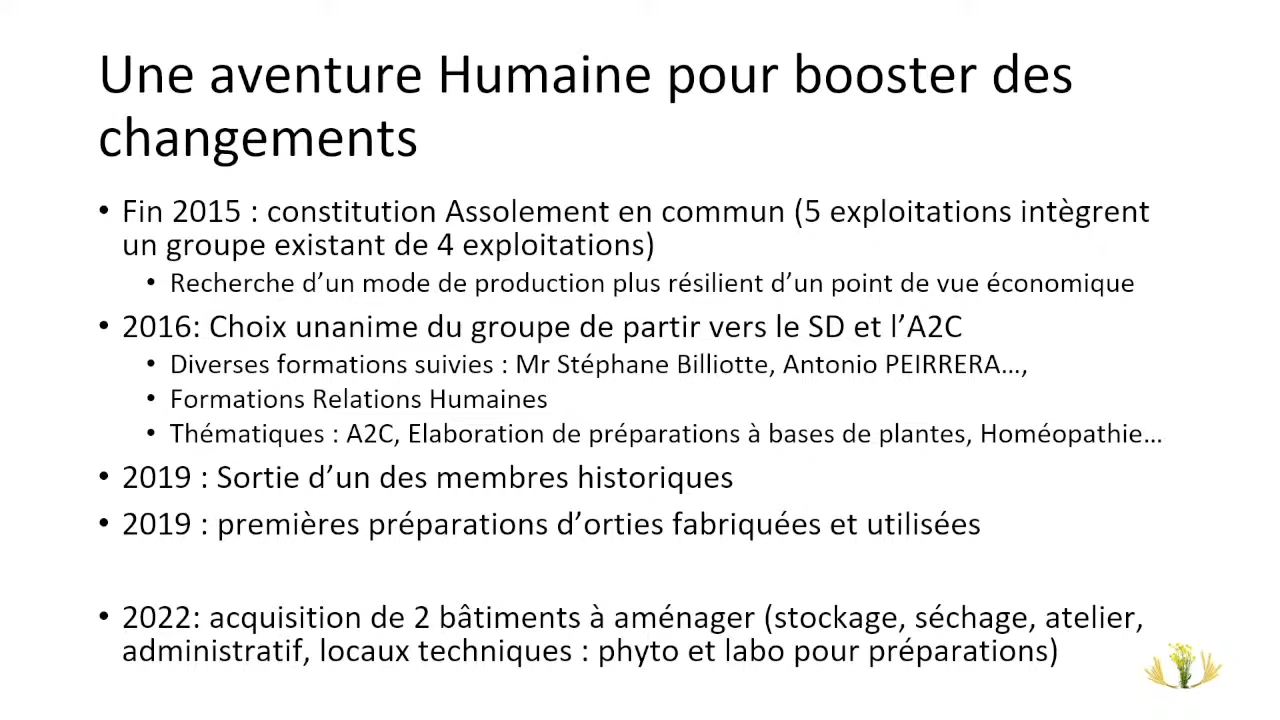 Une aventure Humaine pour booster des
changements
• Fin 2015 : constitution Assolement en commun (5 exploitations intègrent
un groupe existant de 4 exploitations)
• Recherche d’un mode de production plus résilient d’un point de vue économique
• 2016: Choix unanime du groupe de partir vers le SD et l’A2C
• Diverses formations suivies : Mr Stéphane Billiotte, Antonio PEIRRERA…,
• Formations Relations Humaines
• Thématiques : A2C, Elaboration de préparations à bases de plantes, Homéopathie…
• 2019 : Sortie d’un des membres historiques
• 2019 : premières préparations d’orties fabriquées et utilisées
• 2022: acquisition de 2 bâtiments à aménager (stockage, séchage, atelier,
administratif, locaux techniques : phyto et labo pour préparations)